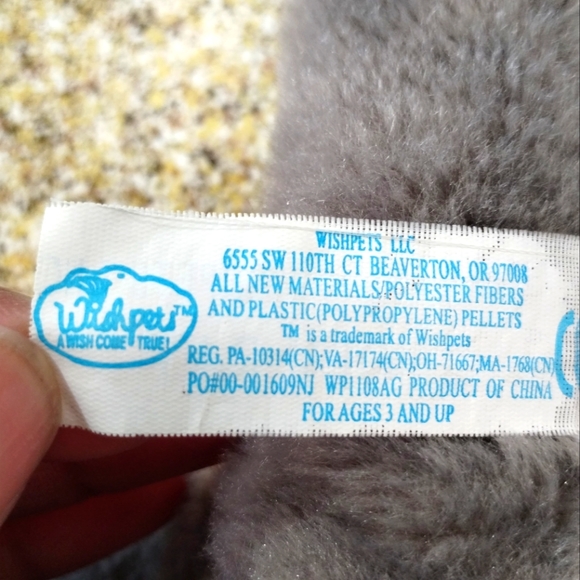 WISHPETS LLC
6555 SW 110TH CT BEAVERTON, OR 97008
ALL NEW MATERIALS/POLYESTER FIBERS
AND PLASTIC(POLYPROPYLENE) PELLETS
TM is a trademark of Wishpets
REG. PA-10314(CN);VA-17174(CN);OH-71667;MA-1768(CN)
.PO#00-001609NJ WP1108AG PRODUCT OF CHINA
FOR AGES 3 AND UP
Wishpets TM
A WISH COME TRUE!